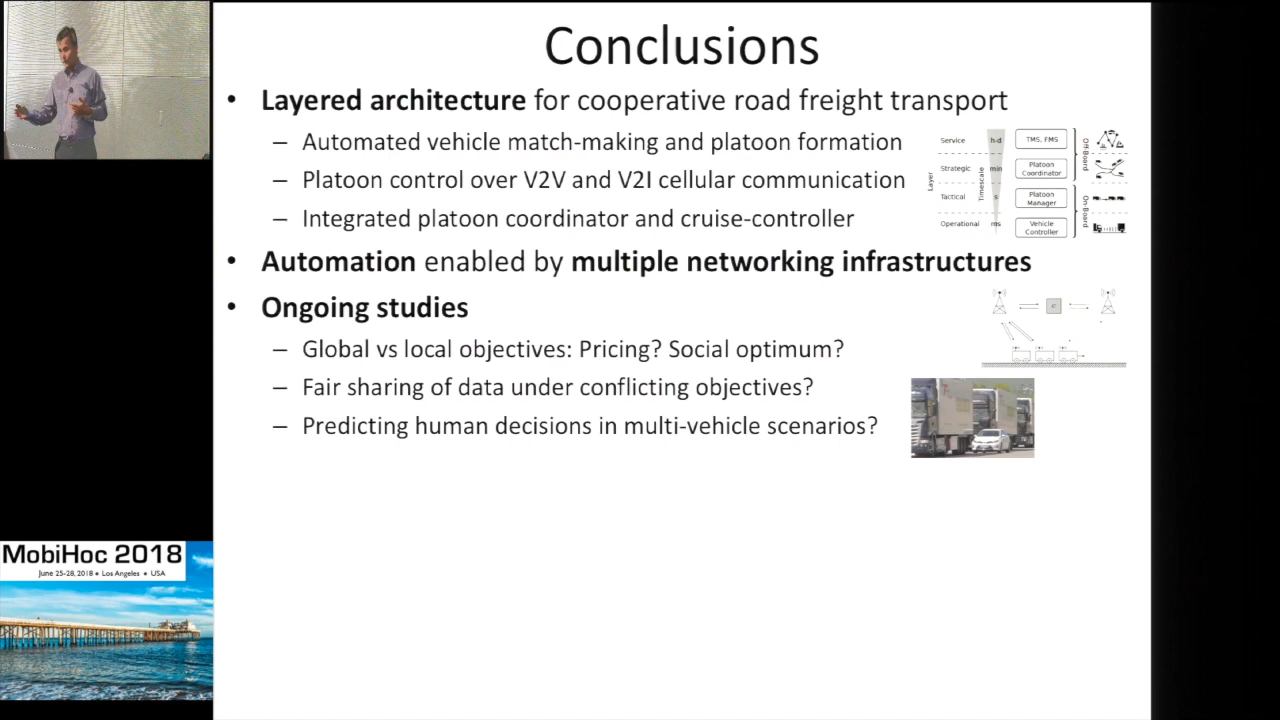 Conclusions
• Layered architecture for cooperative road freight transport
– Automated vehicle match-making and platoon formation
– Platoon control over V2V and V2I cellular communication
– Integrated platoon coordinator and cruise-controller
• Automation enabled by multiple networking infrastructures
• Ongoing studies
– Global vs local objectives: Pricing? Social optimum?
– Fair sharing of data under conflicting objectives?
– Predicting human decisions in multi-vehicle scenarios?
Layer
Timescale
Service h-d TMS, FMS
Strategic min Platoon
Coordinator
Tactical s Platoon
Manager
Operational ms Vehicle
Controller
Off-Board
On-Board
MobiHoc 2018
June 25-28, 2018 • Los Angeles • USA